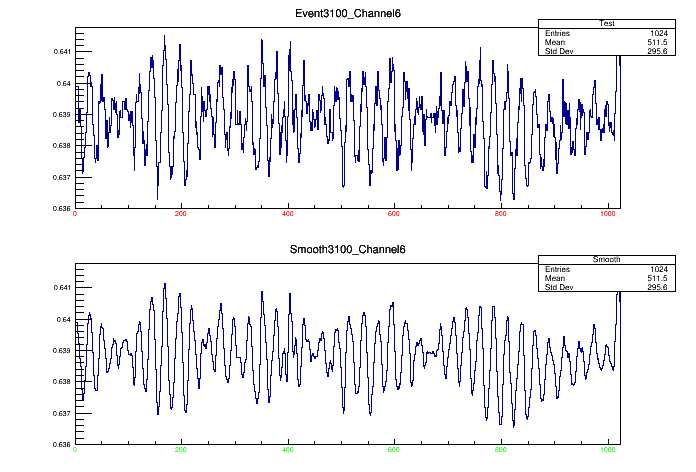 Event3100_Channel6
Test
Entries 1024
Mean 511.5
Std Dev 295.6
0.641
0.64
0.639
0.638
0.637
0.636
0 200 400 600 800 1000
Smooth3100_Channel6
Smooth
Entries 1024
Mean 511.5
Std Dev 295.6
0.641
0.64
0.639
0.638
0.637
0.636
0 200 400 600 800 1000